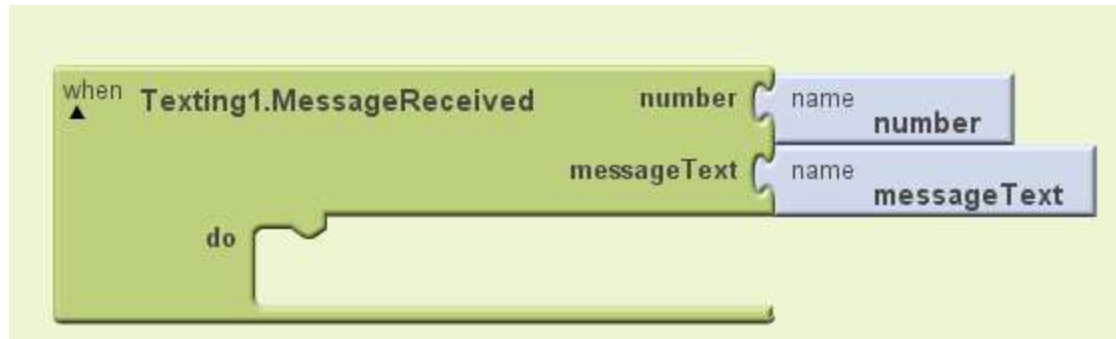 when Texting1.MessageReceived number name
number
messageText name
messageText
do